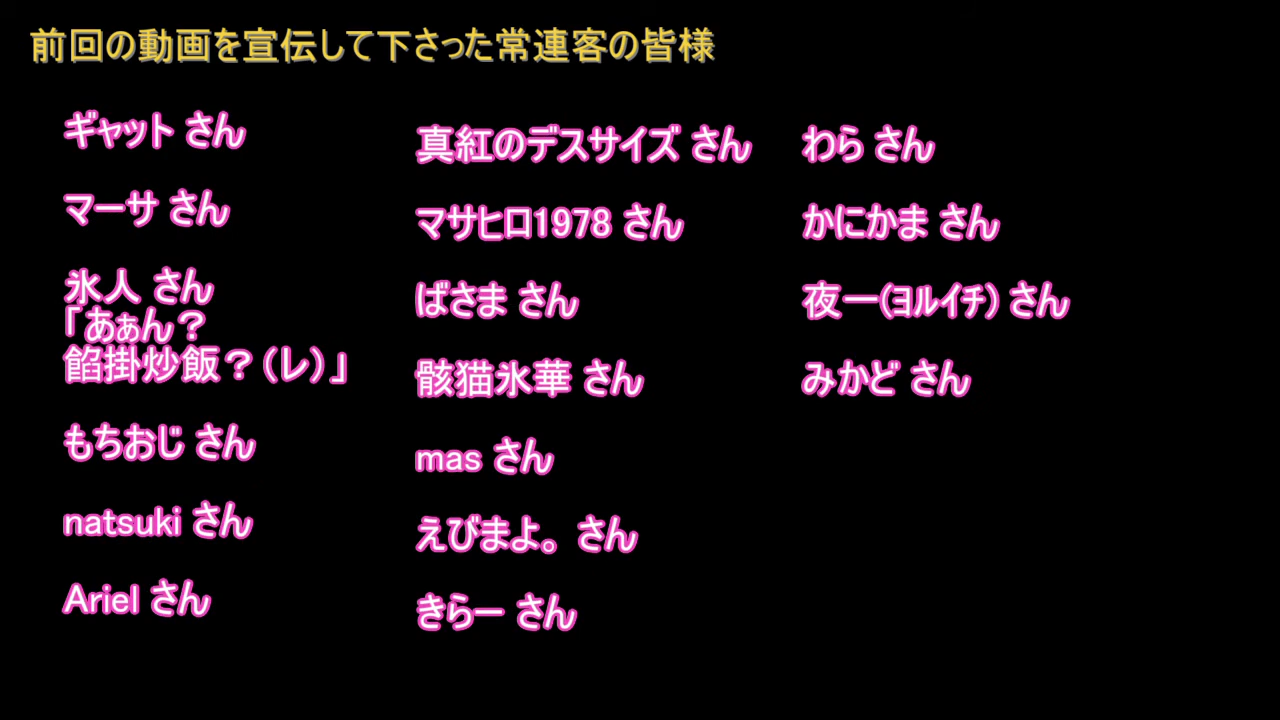 前回の動画を宣伝して下さった常連客の皆様
ギャット さん
マーサ さん
氷人 さん
「あぁん？
餡掛炒飯？（レ）」
もちおじ さん
natsuki さん
Ariel さん
真紅のデスサイズ さん
マサヒロ1978 さん
ばさま さん
骸猫氷華 さん
mas さん
えびまよ。 さん
きらー さん
わら さん
かにかま さん
夜一(ﾖﾙｲﾁ) さん
みかど さん